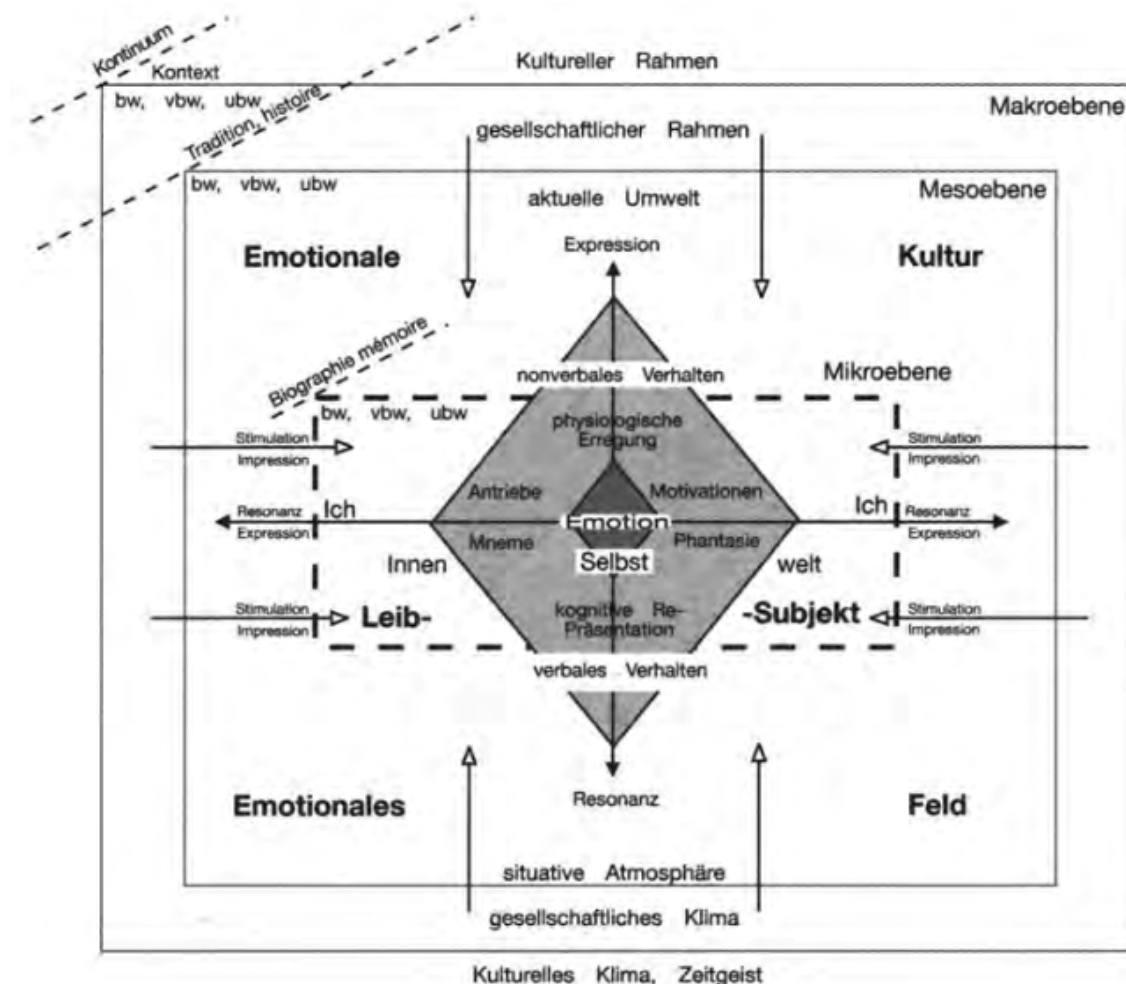 Kontinuum
Kontext
Kultureller Rahmen
bw, vbw, ubw
Makroebene
Tradition, histoire
gesellschaftlicher Rahmen
bw, vbw, ubw
Mesoebene
aktuelle Umwelt
Expression
Emotionale
Kultur
Biographie mémoire
nonverbales Verhalten
Mikroebene
bw, vbw, ubw
physiologische
Erregung
Stimulation
Impression
Stimulation
Impression
Antriebe
Motivationen
Resonanz
Expression
Ich
Emotion
Ich
Resonanz
Expression
Mneme
Phantasie
Innen
Selbst
welt
Stimulation
Impression
Leib-
kognitive Re-
Präsentation
-Subjekt
Stimulation
Impression
verbales Verhalten
Resonanz
Emotionales
Feld
situative Atmosphäre
gesellschaftliches Klima
Kulturelles Klima, Zeitgeist